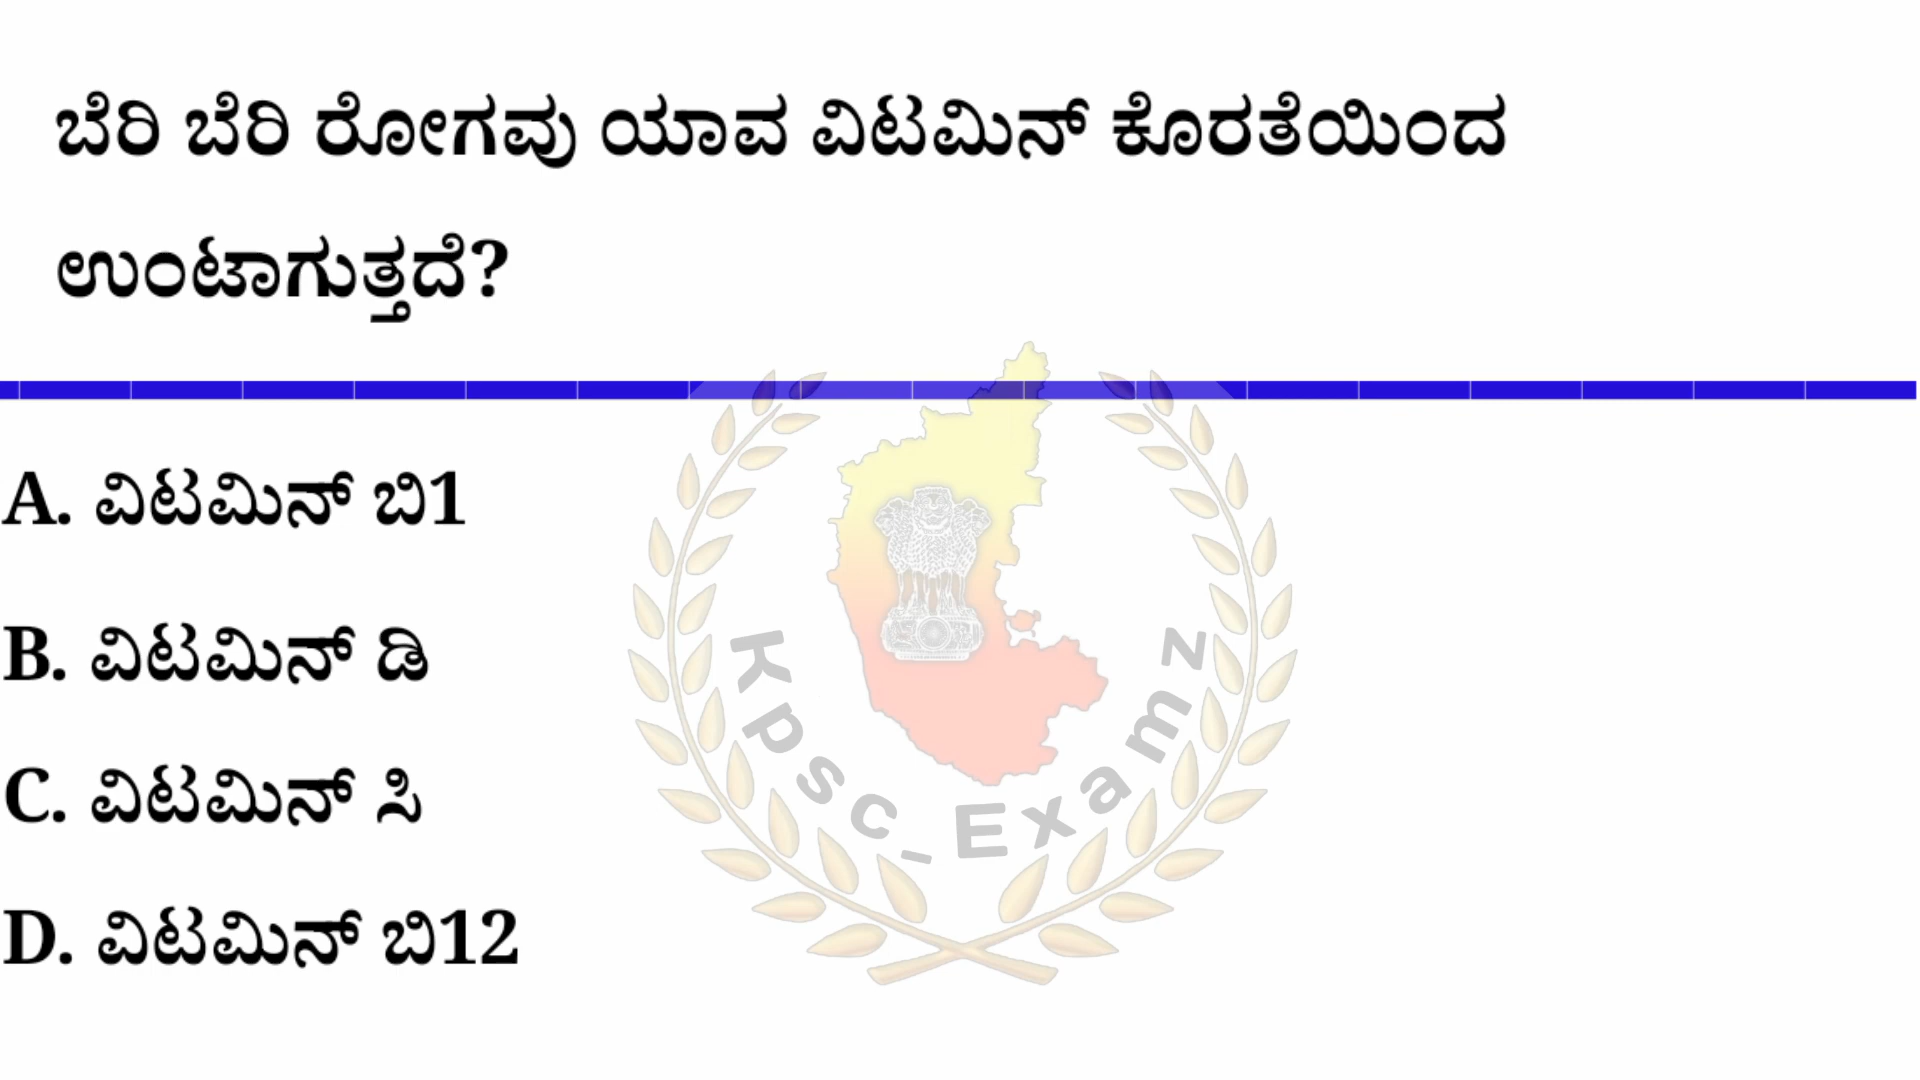 ಬೆರಿ ಬೆರಿ ರೋಗವು ಯಾವ ವಿಟಮಿನ್ ಕೊರತೆಯಿಂದ
ಉಂಟಾಗುತ್ತದೆ?
A. ವಿಟಮಿನ್ ಬಿ1
B. ವಿಟಮಿನ್ ಡಿ
C. ವಿಟಮಿನ್ ಸಿ
D. ವಿಟಮಿನ್ ಬಿ12
Kpsc_Examz